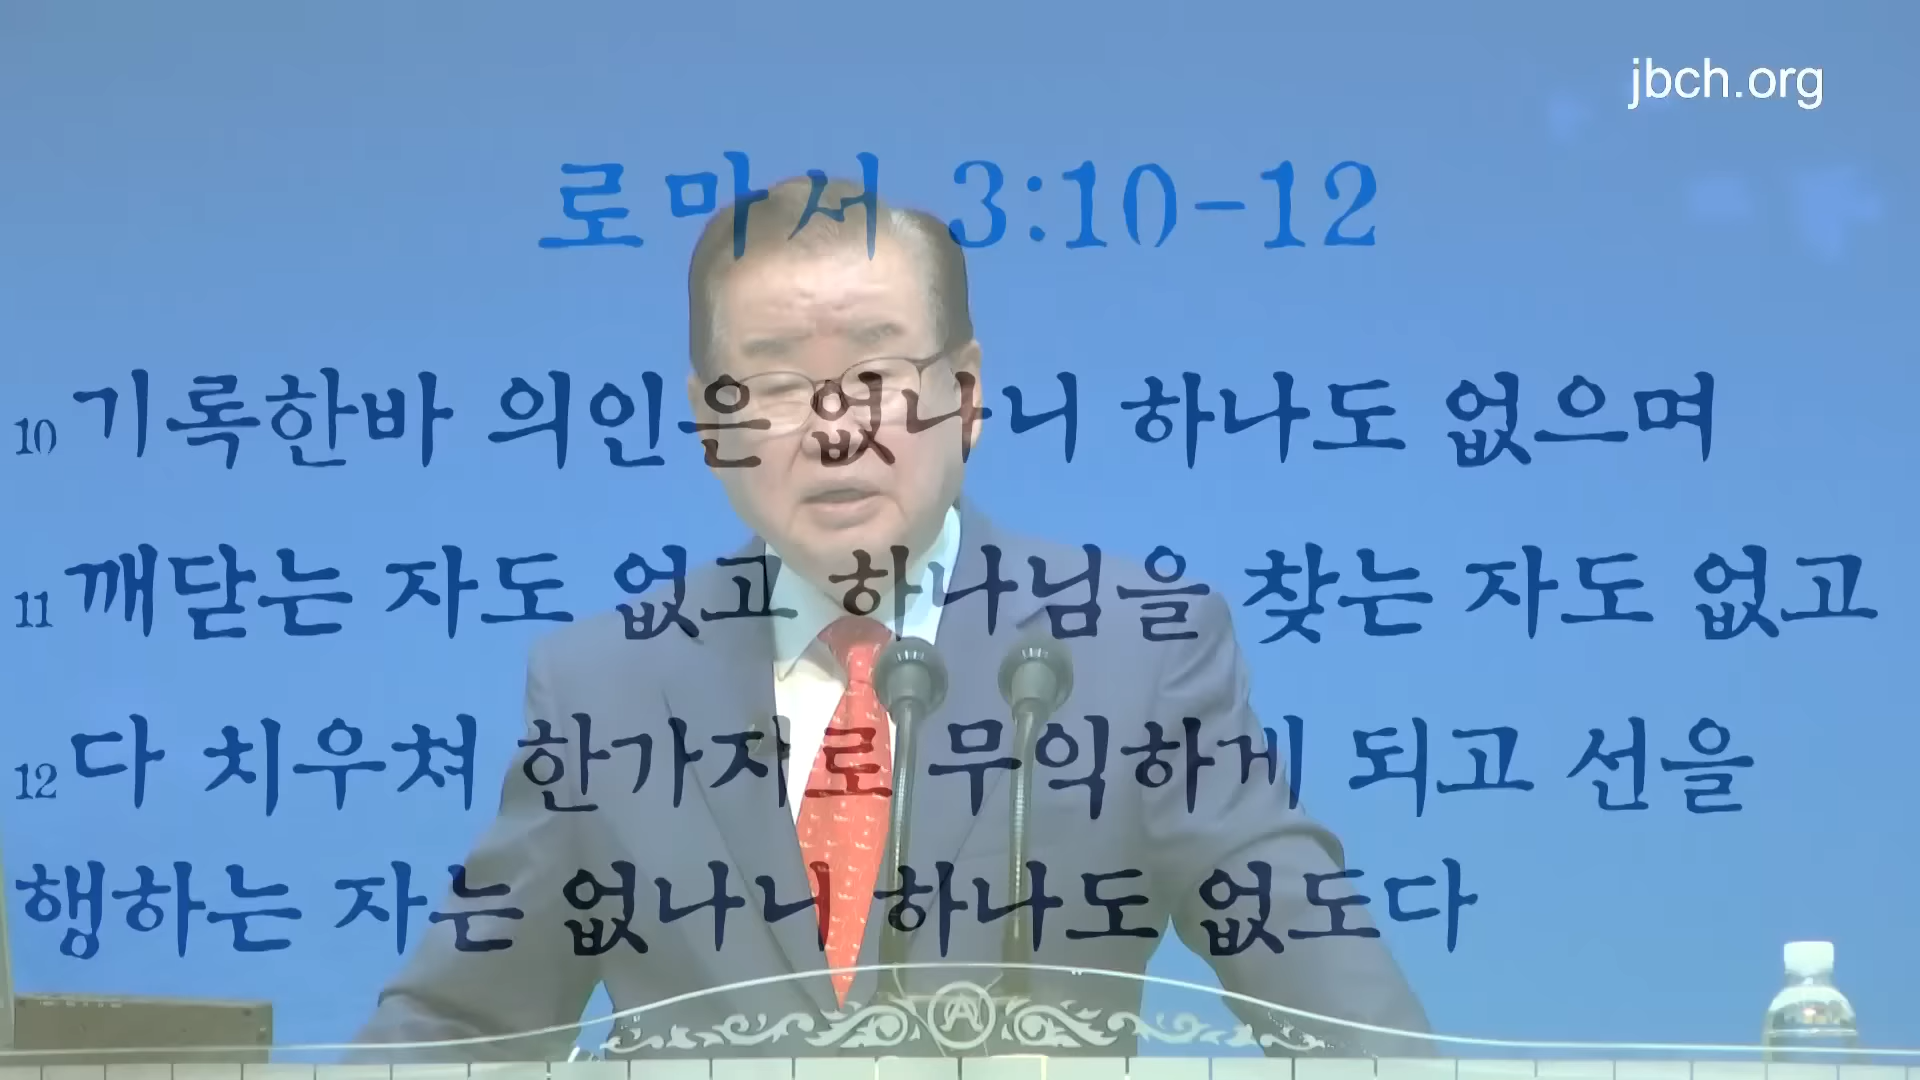 jbch.org
로마서 3:10-12
10 기록한바 의인은 없나니 하나도 없으며
11 깨닫는 자도 없고 하나님을 찾는 자도 없고
12 다 치우쳐 한가지로 무익하게 되고 선을
행하는 자는 없나니 하나도 없도다